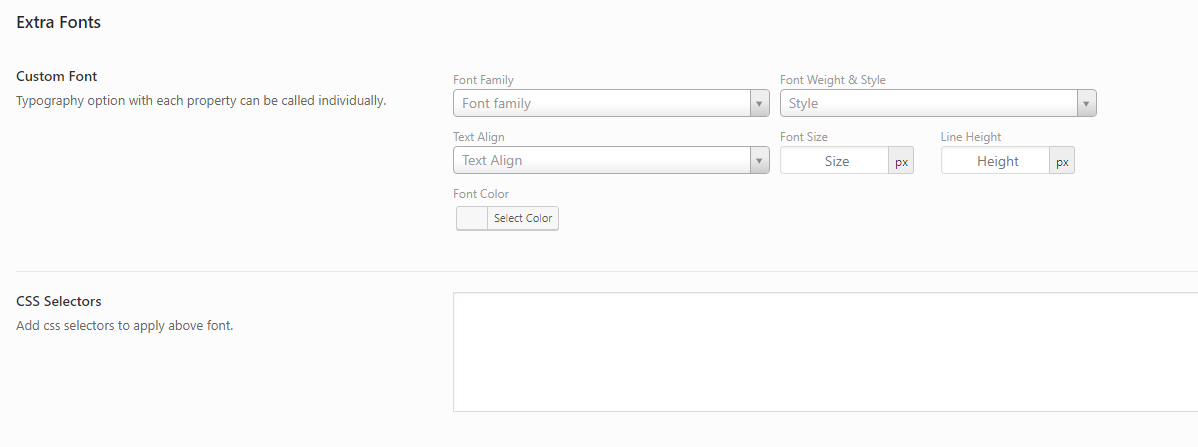 Extra Fonts
Custom Font
Typography option with each property can be called individually.
Font Family
Font Weight & Style
Font family
Style
Text Align
Font Size
Line Height
Text Align
Size
px
Height
px
Font Color
Select Color
CSS Selectors
Add css selectors to apply above font.